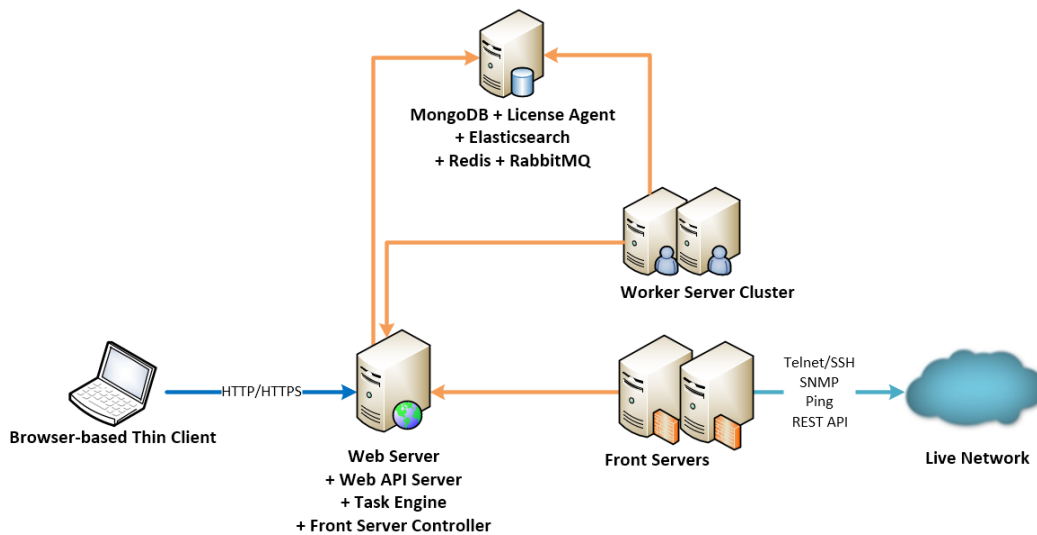 MongoDB + License Agent
+ Elasticsearch
+ Redis + RabbitMQ
Worker Server Cluster
HTTP/HTTPS
Browser-based Thin Client
Web Server
+ Web API Server
+ Task Engine
+ Front Server Controller
Front Servers
Telnet/SSH
SNMP
Ping
REST API
Live Network